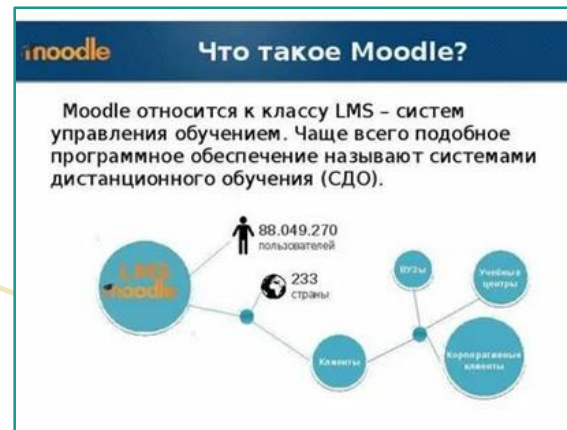 moodle
Что такое Moodle?
Moodle относится к классу LMS – систем
управления обучением. Чаще всего подобное
программное обеспечение называют системами
дистанционного обучения (СДО).
88.049.270
пользователей
233
страны
LMS
moodle
Клиенты
ВУЗы
Учебные
центры
Корпоративные
клиенты